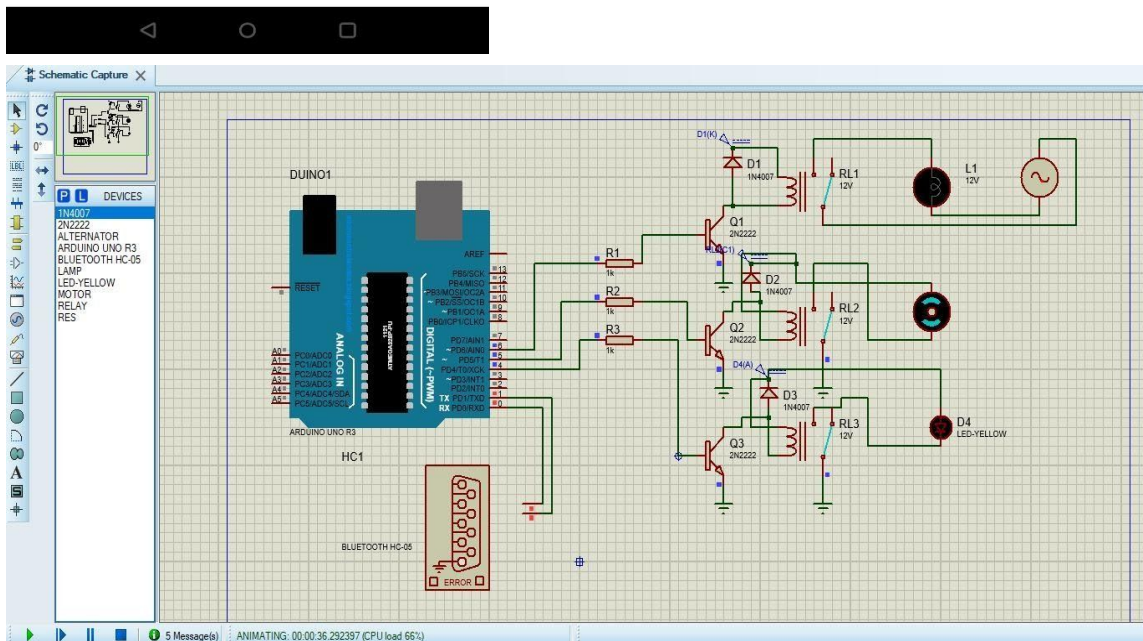 Schematic Capture
0°
LBL
P L DEVICES
1N4007
2N2222
ALTERNATOR
ARDUINO UNO R3
BLUETOOTH HC-05
LAMP
LED-YELLOW
MOTOR
RELAY
RES
DUINO1
RESET
AREF
PB5/SCK 13
PB4/MISO 12
~PB3/MOSI/OC2A 11
~PB2/SS/OC1B 10
~PB1/OC1A 9
PB0/ICP1/CLKO 8
PD7/AIN1 7
~PD6/AIN0 6
~PD5/T1 5
PD4/T0/XCK 4
~PD3/INT1 3
PD2/INT0 2
TX PD1/TXD 1
RX PD0/RXD 0
DIGITAL (~PWM)
ANALOG IN
ATMEGA328P-PU
1121
A0 PC0/ADC0
A1 PC1/ADC1
A2 PC2/ADC2
A3 PC3/ADC3
A4 PC4/ADC4/SDA
A5 PC5/ADC5/SCL
ARDUINO UNO R3
HC1
BLUETOOTH HC-05
ERROR
R1
1k
R2
1k
R3
1k
D1(K)
D1
1N4007
RL1
12V
L1
12V
Q1
2N2222
D2
1N4007
RL2
12V
Q2
2N2222
D4(A)
D3
1N4007
RL3
12V
D4
LED-YELLOW
Q3
2N2222
A
S
5 Message(s)
ANIMATING: 00:00:36.292397 (CPU load 66%)